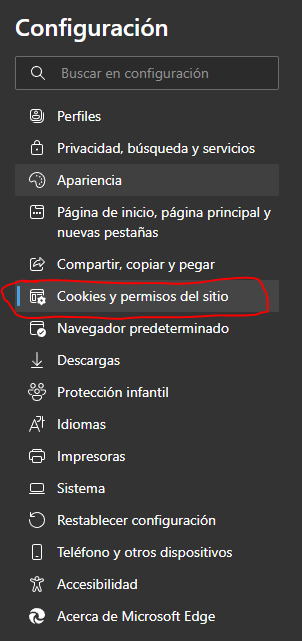 Configuración
Buscar en configuración
Perfiles
Privacidad, búsqueda y servicios
Apariencia
Página de inicio, página principal y
nuevas pestañas
Compartir, copiar y pegar
Cookies y permisos del sitio
Navegador predeterminado
Descargas
Protección infantil
Idiomas
Impresoras
Sistema
Restablecer configuración
Teléfono y otros dispositivos
Accesibilidad
Acerca de Microsoft Edge